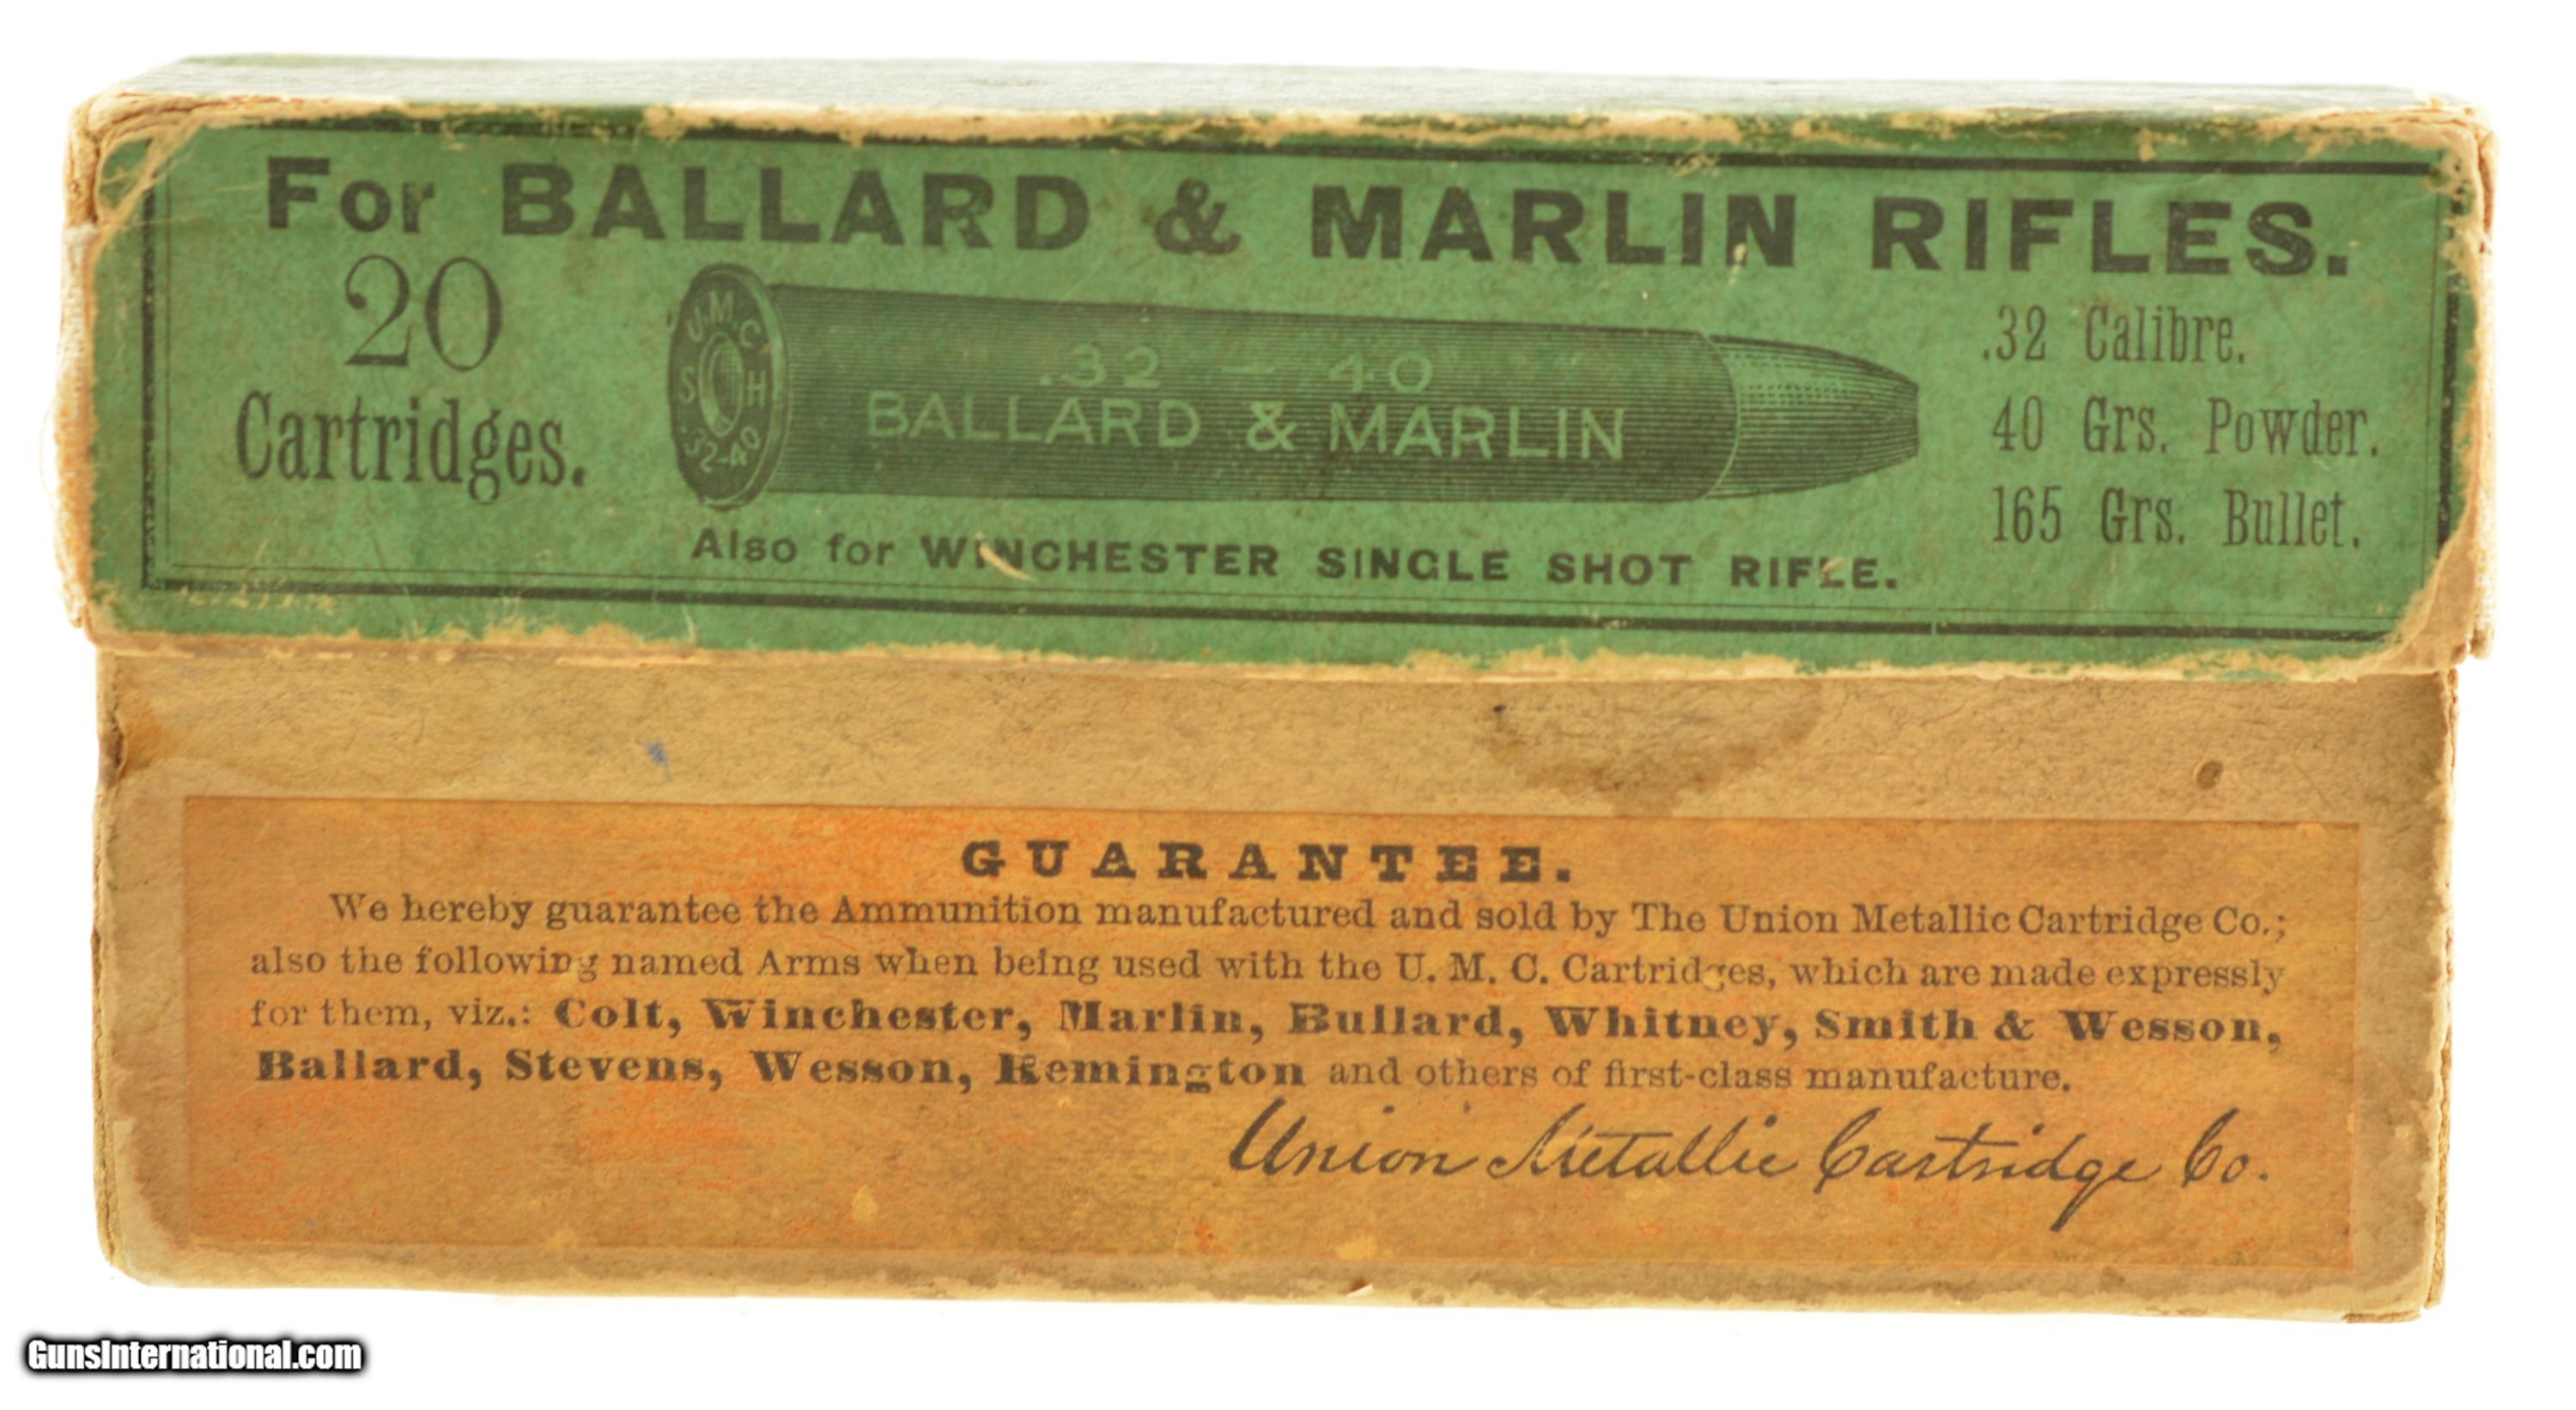 For BALLARD & MARLIN RIFLES.
20
Cartridges.
U.M.C
S H
.32-40
.32 – 40
BALLARD & MARLIN
.32 Calibre.
40 Grs. Powder.
165 Grs. Bullet.
Also for WINCHESTER SINGLE SHOT RIFLE.
GUARANTEE.
We hereby guarantee the Ammunition manufactured and sold by The Union Metallic Cartridge Co.;
also the following named Arms when being used with the U. M. C. Cartridges, which are made expressly
for them, viz.: Colt, Winchester, Marlin, Bullard, Whitney, Smith & Wesson,
Ballard, Stevens, Wesson, Remington and others of first-class manufacture.
Union Metallic Cartridge Co.
GunsInternational.com